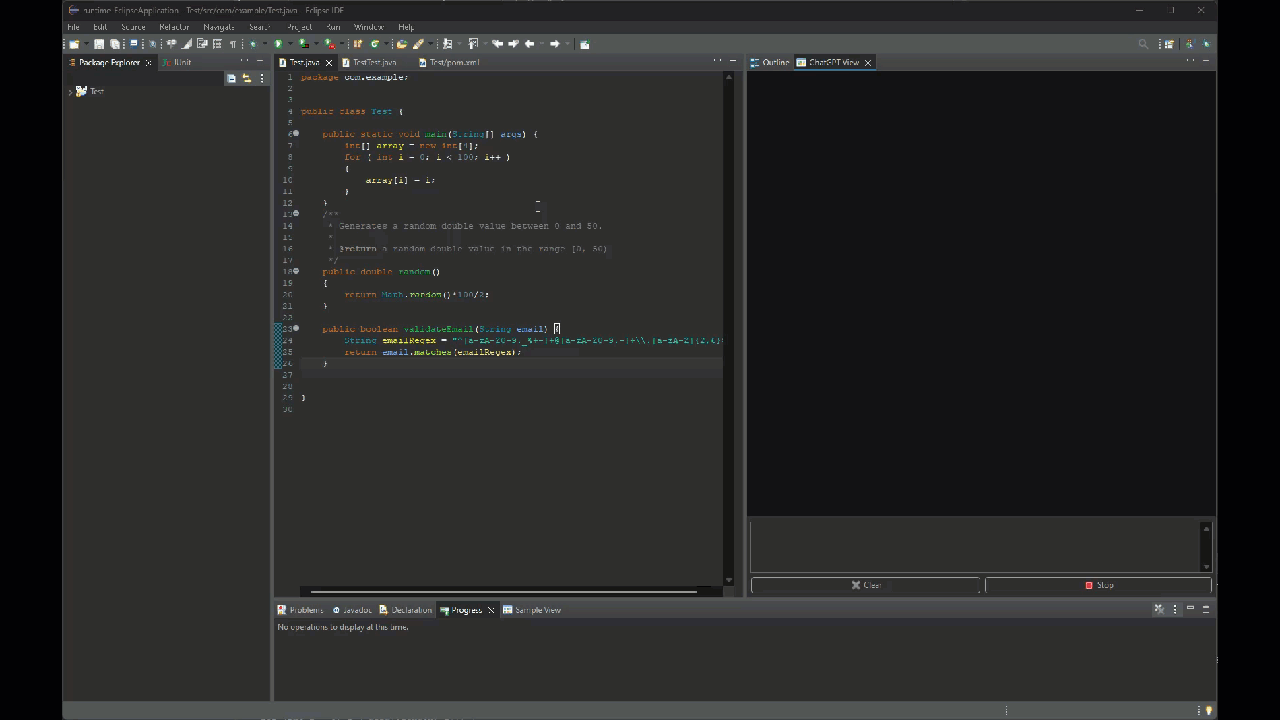 runtime-EclipseApplication - Test/src/com/example/Test.java - Eclipse IDE
File Edit Source Refactor Navigate Search Project Run Window Help
Package Explorer JUnit
Test
Test.java TestTest.java Test/pom.xml
1 package com.example;
2
3
4 public class Test {
5
6 public static void main(String[] args) {
7 int[] array = new int[4];
8 for ( int i = 0; i < 100; i++ )
9 {
10 array[i] = i;
11 }
12 }
13 /**
14 * Generates a random double value between 0 and 50.
15 *
16 * @return a random double value in the range [0, 50)
17 */
18 public double random()
19 {
20 return Math.random()*100/2;
21 }
22
23 public boolean validateEmail(String email) {
24 String emailRegex = "^[a-zA-Z0-9._%+-]+@[a-zA-Z0-9.-]+\\.[a-zA-Z]{2,6}
25 return email.matches(emailRegex);
26 }
27
28
29 }
30
Outline ChatGPT View
Clear Stop
Problems Javadoc Declaration Progress Sample View
No operations to display at this time.